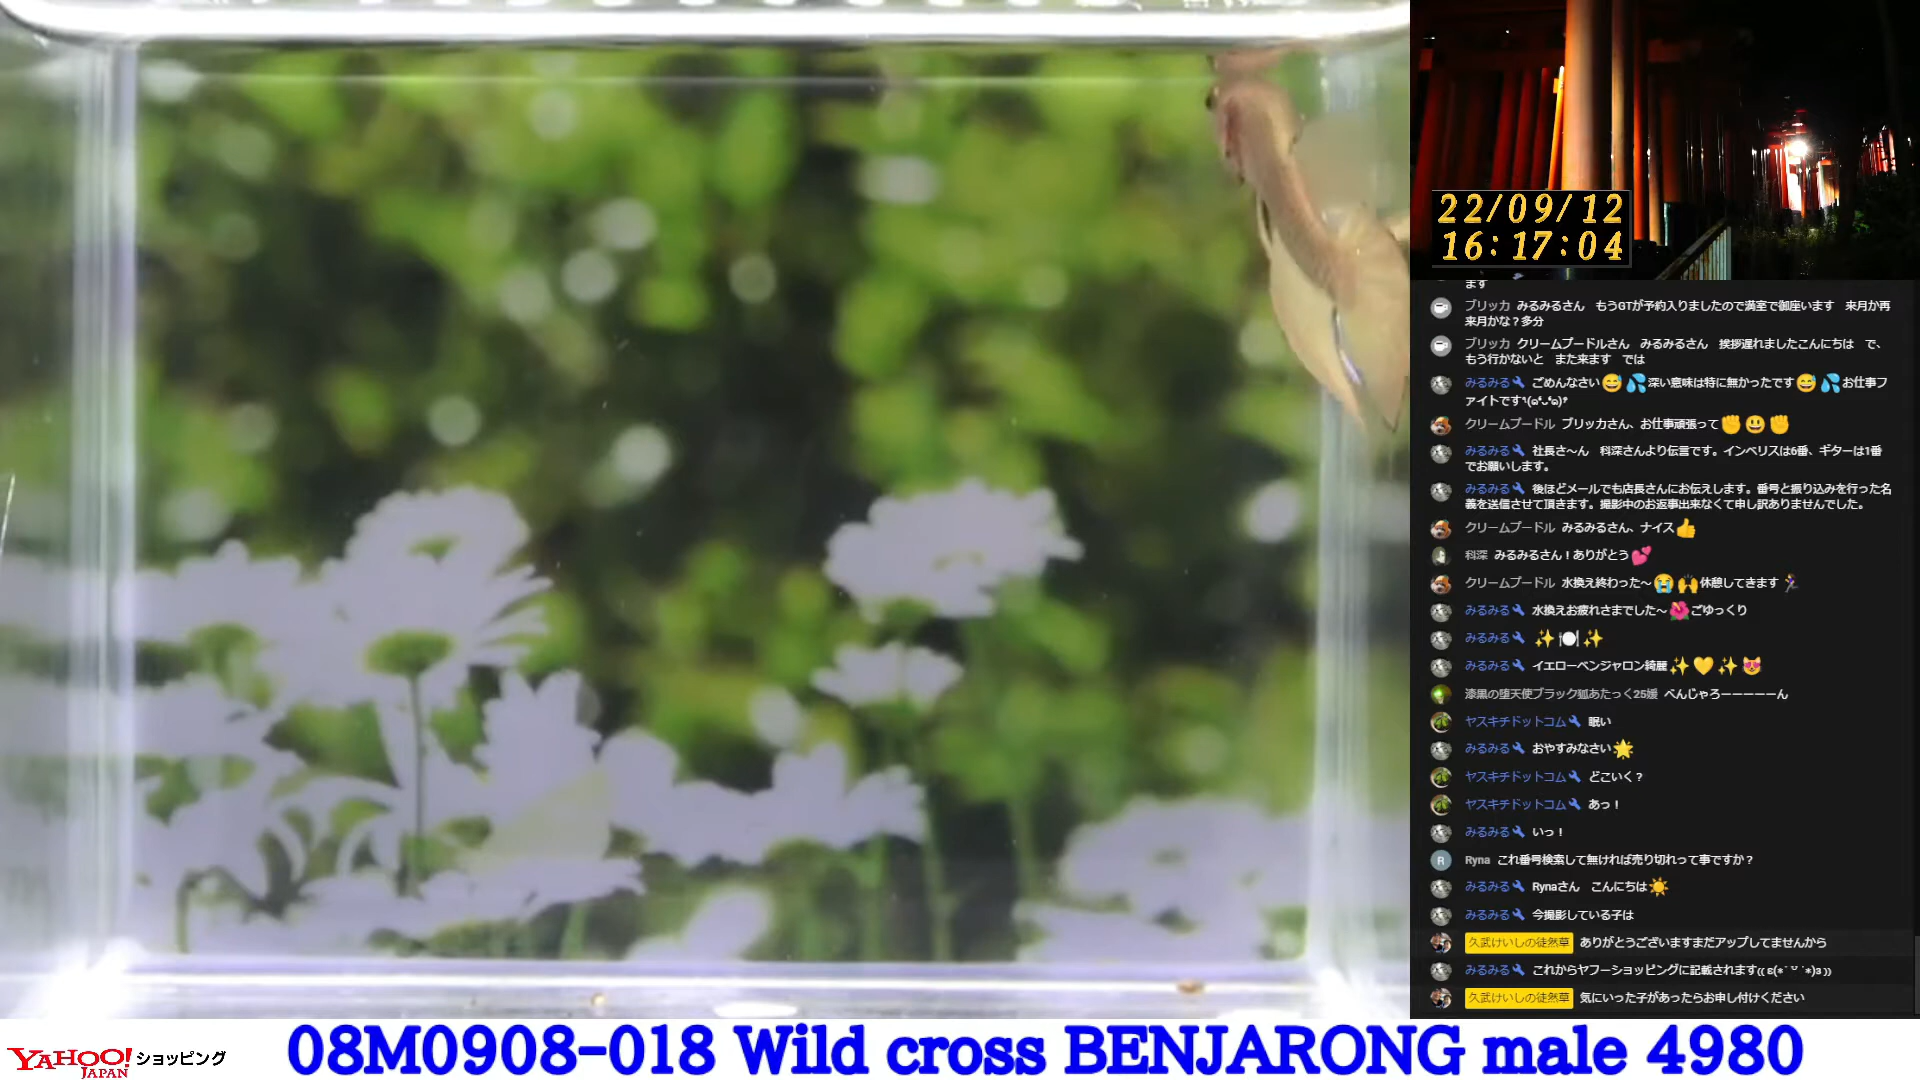 22/09/12
16:17:04
ます
ブリッカ みるみるさん　もうGTが予約入りましたので満室で御座います　来月か再
来月かな？多分
ブリッカ クリームプードルさん　みるみるさん　挨拶遅れましたこんにちは　で、
もう行かないと　また来ます　では
みるみる ごめんなさい😅💦深い意味は特に無かったです😅💦お仕事フ
ァイトです
クリームプードル ブリッカさん、お仕事頑張って✊😃✊
みるみる 社長さ～ん　科深さんより伝言です。インベリスは6番、ギターは1番
でお願いします。
みるみる 後ほどメールでも店長さんにお伝えします。番号と振り込みを行った名
義を送信させて頂きます。撮影中のお返事出来なくて申し訳ありませんでした。
クリームプードル みるみるさん、ナイス👍
科深 みるみるさん！ありがとう💕
クリームプードル 水換え終わった～😭🙌休憩してきます🏃‍♀️
みるみる 水換えお疲れさまでした～🌺ごゆっくり
みるみる ✨🍽️✨
みるみる イエローベンジャロン綺麗✨💛✨😻
漆黒の堕天使ブラック狐あたっく25媛 べんじゃろーーーーーん
ヤスキチドットコム 眠い
みるみる おやすみなさい🌟
ヤスキチドットコム どこいく？
ヤスキチドットコム あっ！
みるみる いっ！
R Ryna これ番号検索して無ければ売り切れって事ですか？
みるみる Rynaさん　こんにちは☀️
みるみる 今撮影している子は
久武けいしの徒然草 ありがとうございますまだアップしてませんから
みるみる これからヤフーショッピングに記載されます
久武けいしの徒然草 気にいった子があったらお申し付けください
YAHOO! JAPAN ショッピング
08M0908-018 Wild cross BENJARONG male 4980